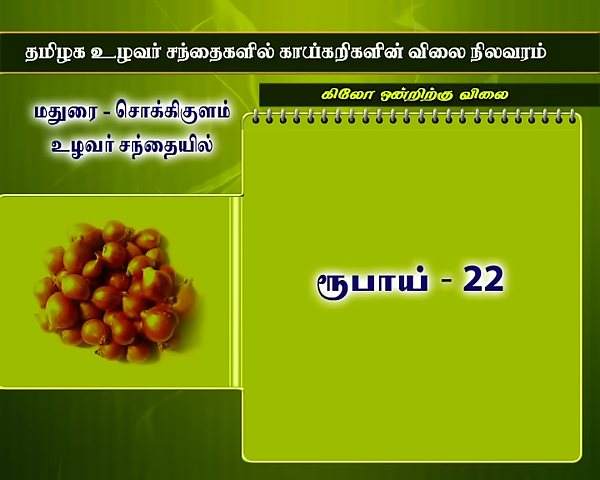 தமிழக உழவர் சந்தைகளில் காய்கறிகளின் விலை நிலவரம்
கிலோ ஒன்றிற்கு விலை
மதுரை - சொக்கிகுளம்
உழவர் சந்தையில்
ரூபாய் - 22